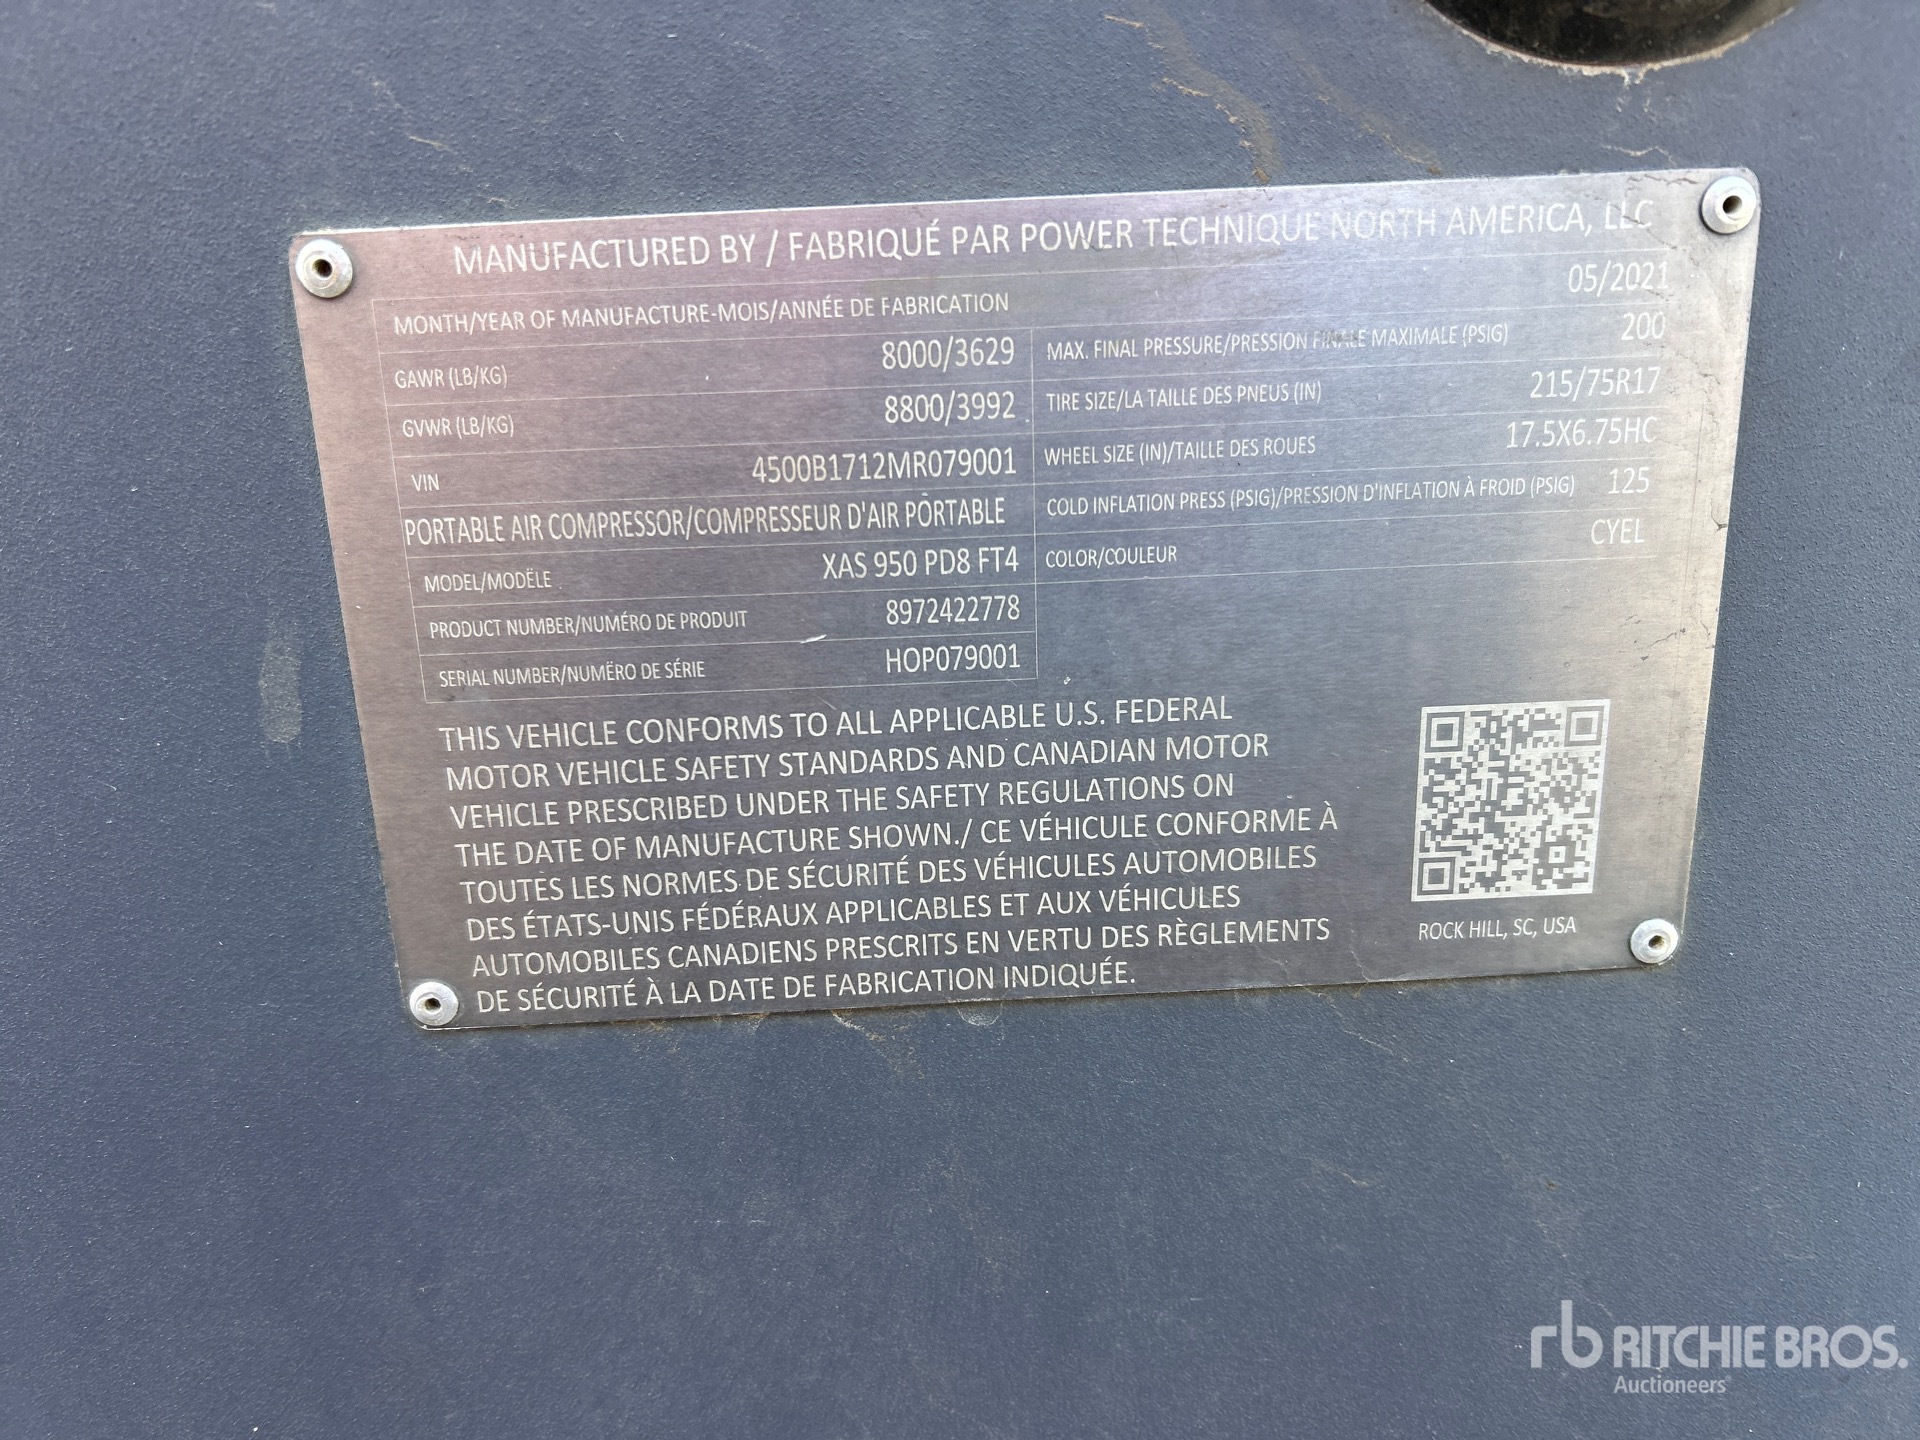 MANUFACTURED BY / FABRIQUÉ PAR POWER TECHNIQUE NORTH AMERICA, LLC
MONTH/YEAR OF MANUFACTURE-MOIS/ANNÉE DE FABRICATION 05/2021
GAWR (LB/KG) 8000/3629
GVWR (LB/KG) 8800/3992
VIN 4500B1712MR079001
PORTABLE AIR COMPRESSOR/COMPRESSEUR D'AIR PÔRTABLE
MODEL/MODËLE XAS 950 PD8 FT4
PRODUCT NUMBER/NUMÉRO DE PRODUIT 8972422778
SERIAL NUMBER/NUMËRO DE SÉRIE HOP079001
MAX. FINAL PRESSURE/PRESSION FINALE MAXIMALE (PSIG) 200
TIRE SIZE/LA TAILLE DES PNEUS (IN) 215/75R17
WHEEL SIZE (IN)/TAILLE DES ROUES 17.5X6.75HC
COLD INFLATION PRESS (PSIG)/PRESSION D'INFLATION À FROID (PSIG) 125
COLOR/COULEUR CYEL
THIS VEHICLE CONFORMS TO ALL APPLICABLE U.S. FEDERAL
MOTOR VEHICLE SAFETY STANDARDS AND CANADIAN MOTOR
VEHICLE PRESCRIBED UNDER THE SAFETY REGULATIONS ON
THE DATE OF MANUFACTURE SHOWN./ CE VÉHICULE CONFORME À
TOUTES LES NORMES DE SÉCURITÉ DES VÉHICULES AUTOMOBILES
DES ÉTATS-UNIS FÉDÉRAUX APPLICABLES ET AUX VÉHICULES
AUTOMOBILES CANADIENS PRESCRITS EN VERTU DES RÈGLEMENTS
DE SÉCURITÉ À LA DATE DE FABRICATION INDIQUÉE.
ROCK HILL, SC, USA
rb RITCHIE BROS.
Auctioneers